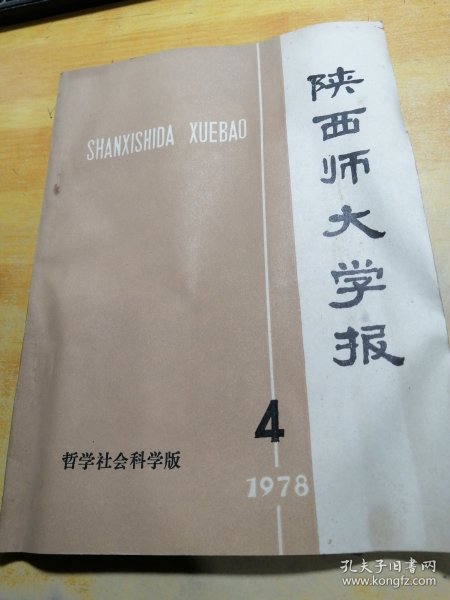 陕西师大学报
SHANXISHIDA XUEBAO
4
1978
哲学社会科学版
孔夫子旧书网
www.kongfz.com